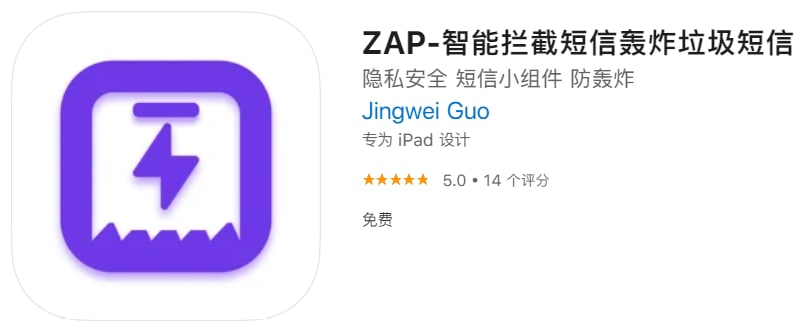 ZAP-智能拦截短信轰炸垃圾短信
隐私安全 短信小组件 防轰炸
Jingwei Guo
专为 iPad 设计
★★★★★ 5.0 • 14 个评分
免费